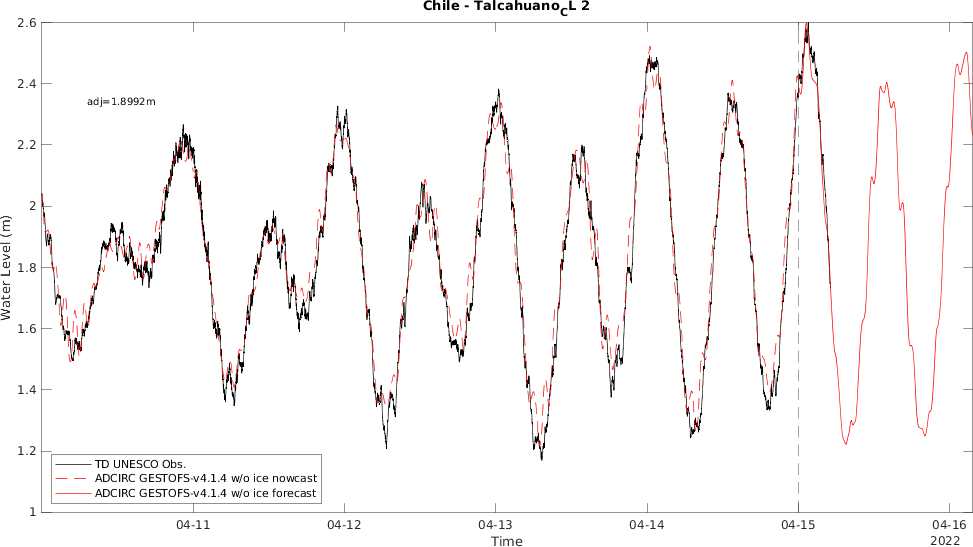 Chile - Talcahuano_CL 2
adj=1.8992m
Water Level (m)
2.6
2.4
2.2
2
1.8
1.6
1.4
1.2
1
TD UNESCO Obs.
ADCIRC GESTOFS-v4.1.4 w/o ice nowcast
ADCIRC GESTOFS-v4.1.4 w/o ice forecast
04-11 04-12 04-13 04-14 04-15 04-16
Time
2022